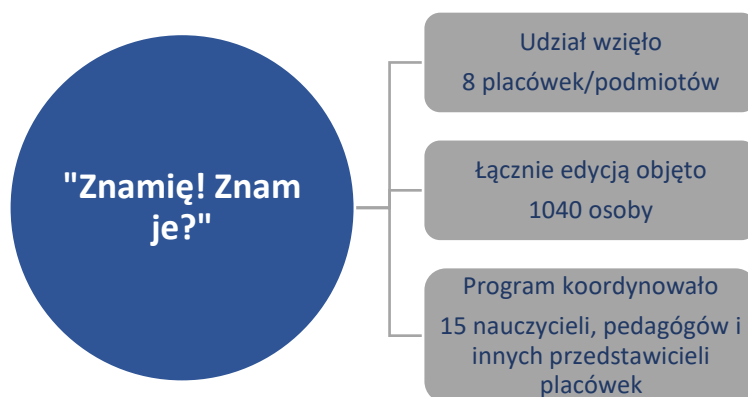 "Znamię! Znam
je?"
Udział wzięło
8 placówek/podmiotów
Łącznie edycją objęto
1040 osoby
Program koordynowało
15 nauczycieli, pedagógów i
innych przedstawicieli
placówek